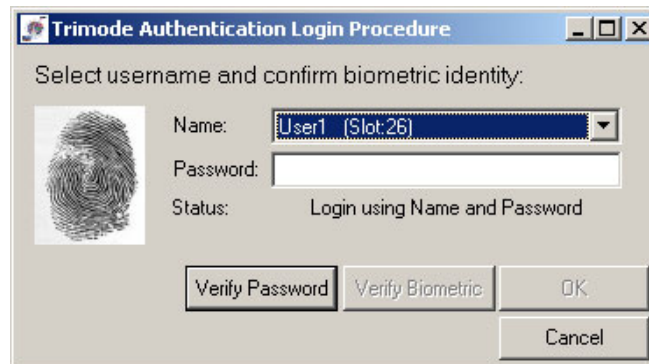 Trimode Authentication Login Procedure
Select username and confirm biometric identity:
Name: User1 (Slot:26)
Password:
Status: Login using Name and Password
Verify Password Verify Biometric OK
Cancel